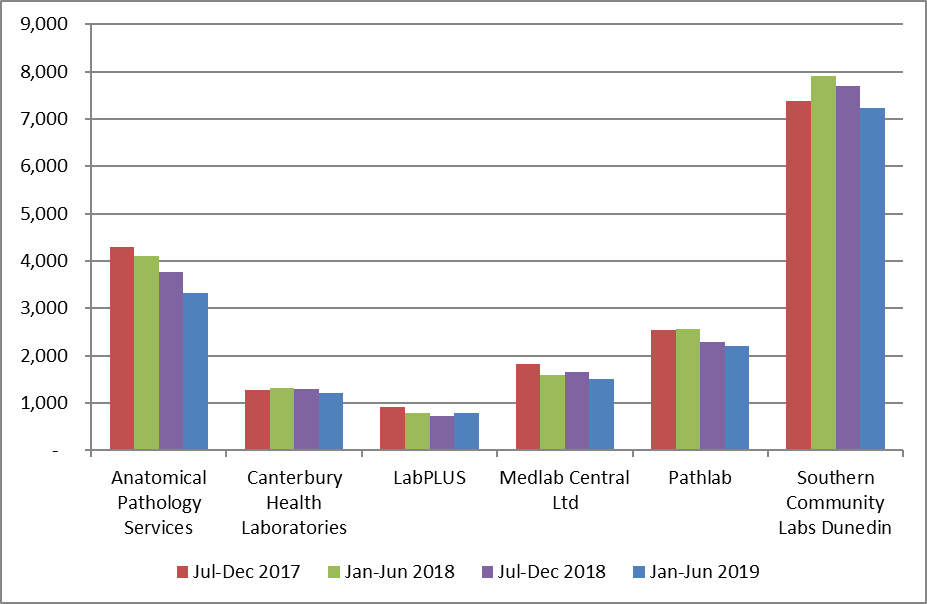 9,000
8,000
7,000
6,000
5,000
4,000
3,000
2,000
1,000
-
Anatomical
Pathology
Services
Canterbury
Health
Laboratories
LabPLUS
Medlab Central
Ltd
Pathlab
Southern
Community
Labs Dunedin
Jul-Dec 2017
Jan-Jun 2018
Jul-Dec 2018
Jan-Jun 2019